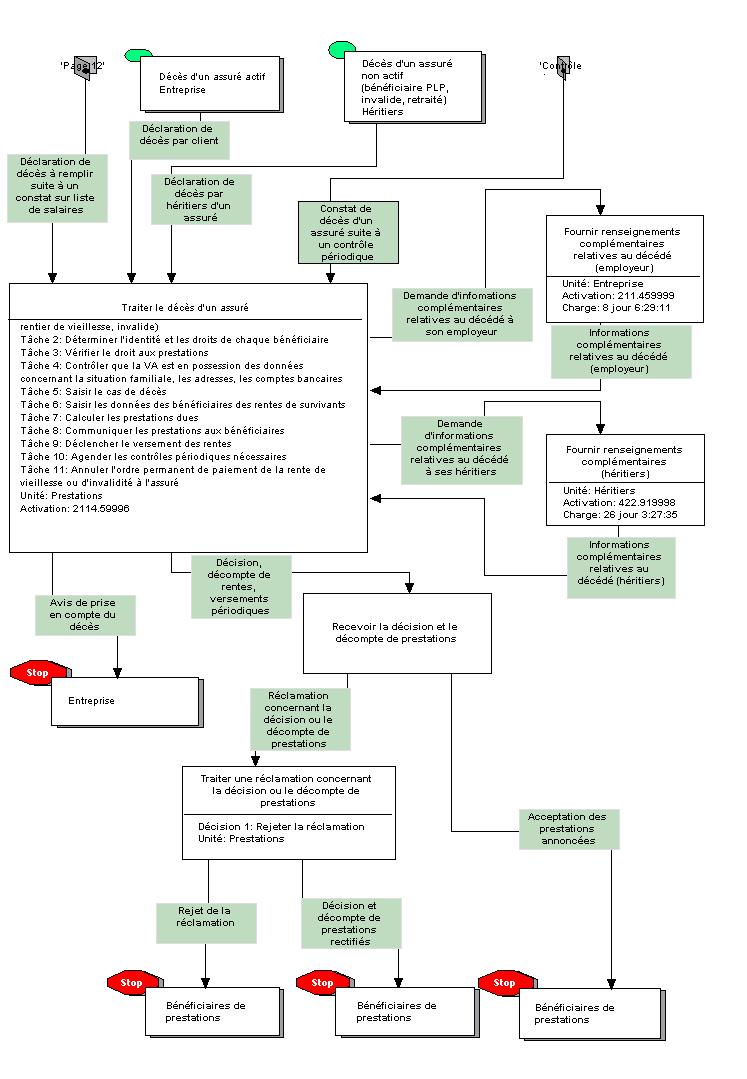 'Page 12'
Décès d'un assuré actif
Entreprise
Décès d'un assuré
non actif
(bénéficiaire PLP,
invalide, retraité)
Héritiers
'Contrôle
Déclaration de
décès à remplir
suite à un
constat sur liste
de salaires
Déclaration de
décès par client
Déclaration de
décès par
héritiers d'un
assuré
Constat de
décès d'un
assuré suite à
un contrôle
périodique
Fournir renseignements
complémentaires
relatives au décédé
(employeur)
Unité: Entreprise
Activation: 211.459999
Charge: 8 jour 6:29:11
Demande d'infomations
complémentaires
relatives au décédé à
son employeur
Informations
complémentaires
relatives au décédé
(employeur)
Traiter le décès d'un assuré
rentier de vieillesse, invalide)
Tâche 2: Déterminer l'identité et les droits de chaque bénéficiaire
Tâche 3: Vérifier le droit aux prestations
Tâche 4: Contrôler que la VA est en possession des données
concernant la situation familiale, les adresses, les comptes bancaires
Tâche 5: Saisir le cas de décès
Tâche 6: Saisir les données des bénéficiaires des rentes de survivants
Tâche 7: Calculer les prestations dues
Tâche 8: Communiquer les prestations aux bénéficiaires
Tâche 9: Déclencher le versement des rentes
Tâche 10: Agender les contrôles périodiques nécessaires
Tâche 11: Annuler l'ordre permanent de paiement de la rente de
vieillesse ou d'invalidité à l'assuré
Unité: Prestations
Activation: 2114.59996
Demande
d'informations
complémentaires
relatives au décédé
à ses héritiers
Fournir renseignements
complémentaires
(héritiers)
Unité: Héritiers
Activation: 422.919998
Charge: 26 jour 3:27:35
Informations
complémentaires
relatives au
décédé (héritiers)
Décision,
décompte de
rentes,
versements
périodiques
Avis de prise
en compte du
décès
Recevoir la décision et le
décompte de prestations
Stop
Entreprise
Réclamation
concernant la
décision ou le
décompte de
prestations
Traiter une réclamation concernant
la décision ou le décompte de
prestations
Décision 1: Rejeter la réclamation
Unité: Prestations
Acceptation des
prestations
annoncées
Rejet de la
réclamation
Décision et
décompte de
prestations
rectifiés
Stop
Bénéficiaires de
prestations
Stop
Bénéficiaires de
prestations
Stop
Bénéficiaires de
prestations